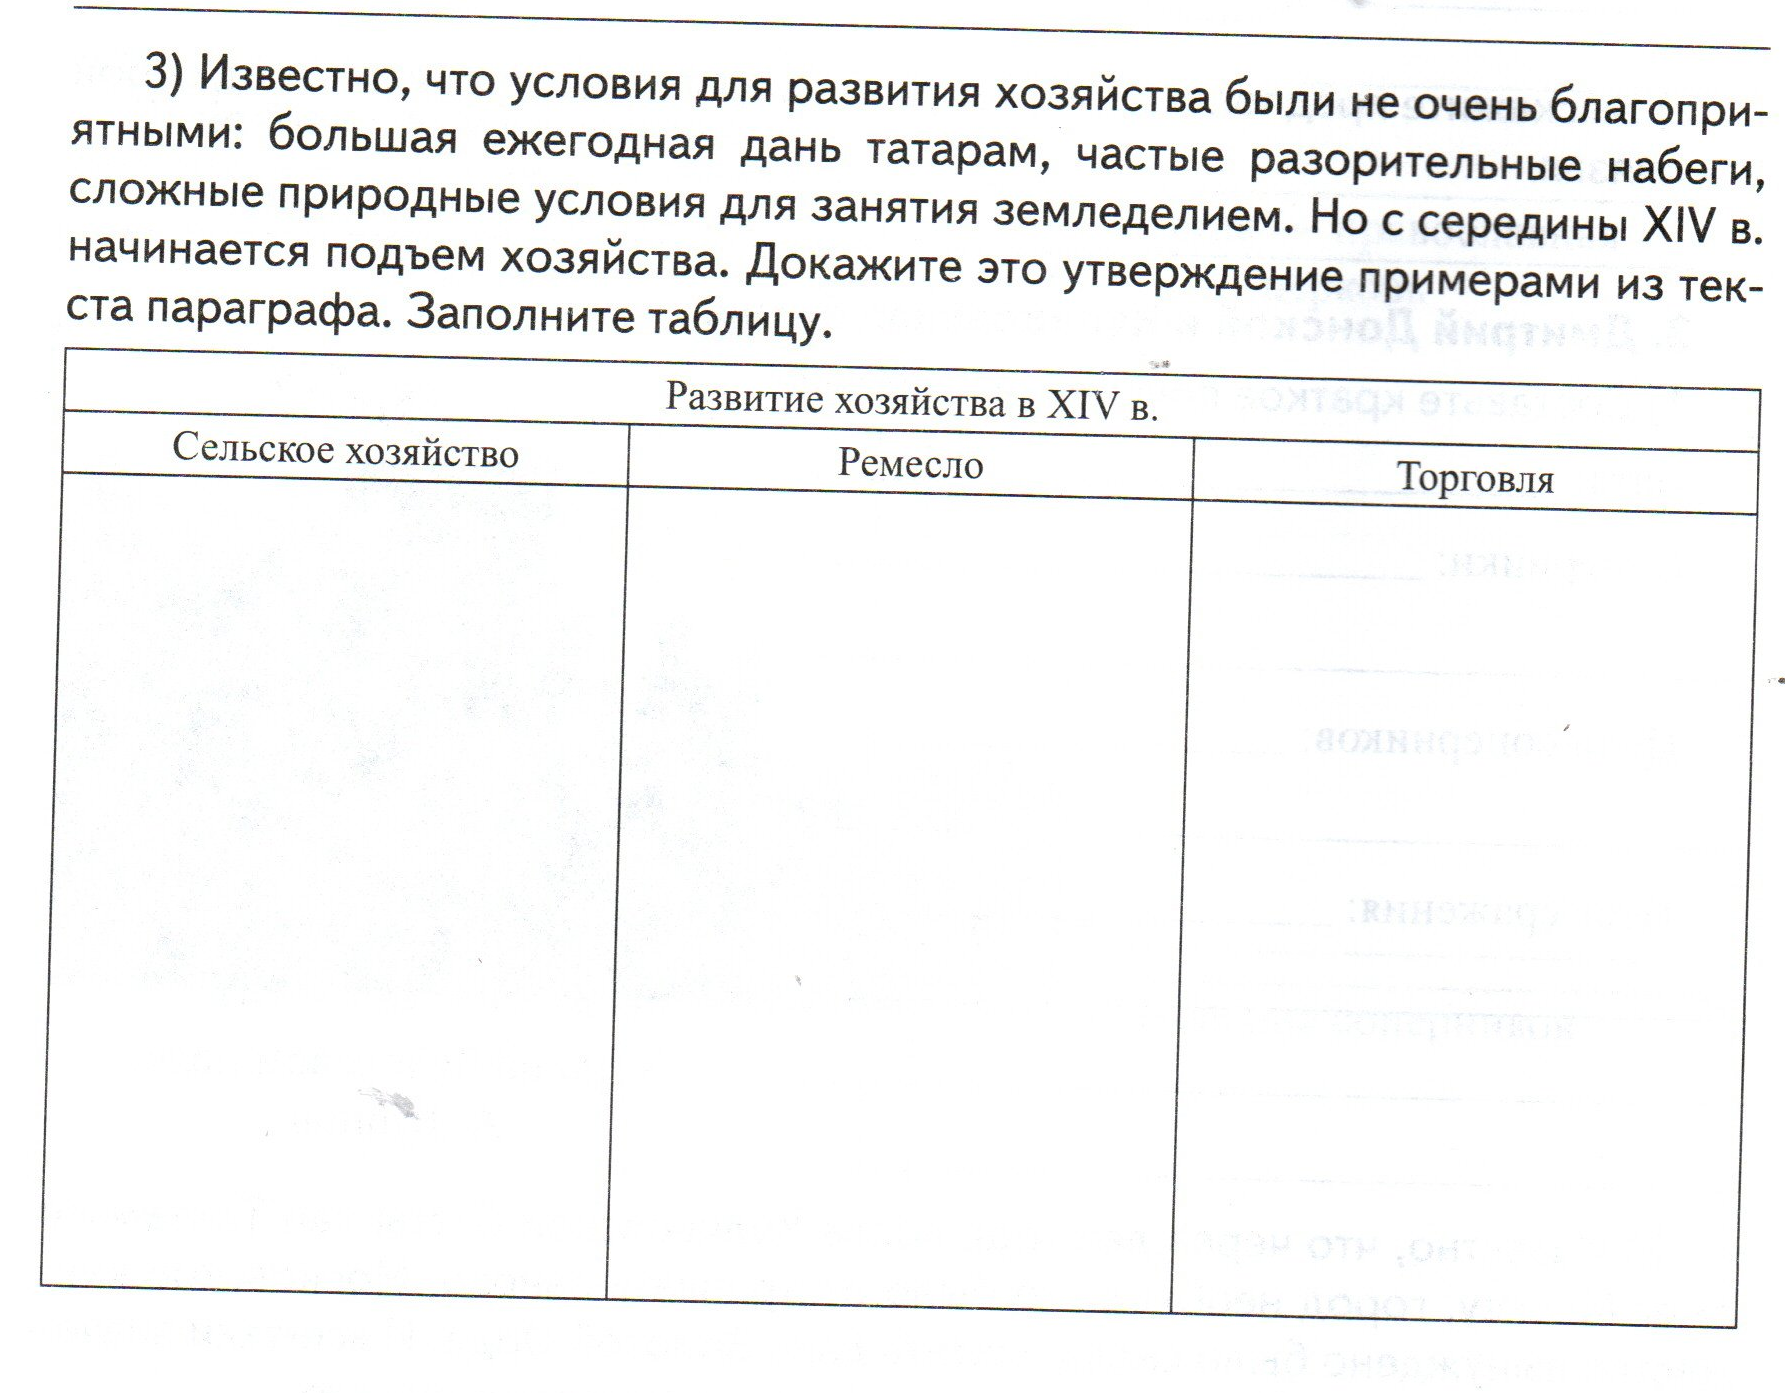 3) Известно, что условия для развития хозяйства были не очень благопри-
ятными: большая ежегодная дань татарам, частые разорительные набеги,
сложные природные условия для занятия земледелием. Но с середины XIV в.
начинается подъем хозяйства. Докажите это утверждение примерами из тек-
ста параграфа. Заполните таблицу.
Развитие хозяйства в XIV в.
Сельское хозяйство
Ремесло
Торговля